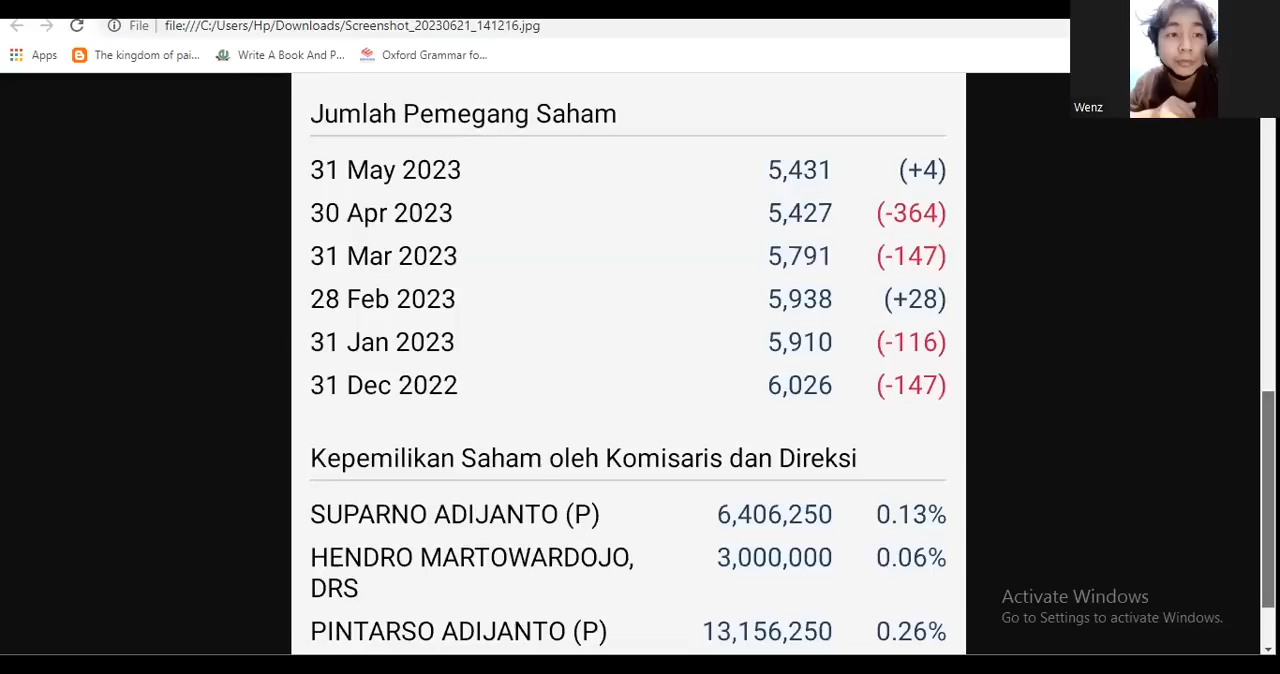 File | file:///C:/Users/Hp/Downloads/Screenshot_20230621_141216.jpg
Apps The kingdom of pai... Write A Book And P... Oxford Grammar fo...
Wenz
Jumlah Pemegang Saham
31 May 2023 5,431 (+4)
30 Apr 2023 5,427 (-364)
31 Mar 2023 5,791 (-147)
28 Feb 2023 5,938 (+28)
31 Jan 2023 5,910 (-116)
31 Dec 2022 6,026 (-147)
Kepemilikan Saham oleh Komisaris dan Direksi
SUPARNO ADIJANTO (P) 6,406,250 0.13%
HENDRO MARTOWARDOJO, 3,000,000 0.06%
DRS
PINTARSO ADIJANTO (P) 13,156,250 0.26%
Activate Windows
Go to Settings to activate Windows.